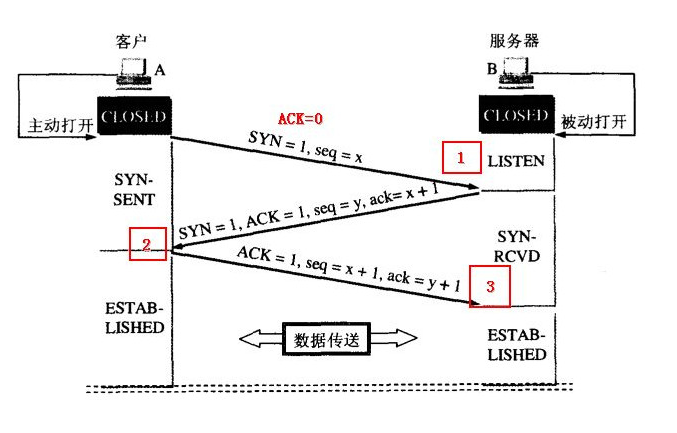 客户
服务器
A
B
CLOSED
CLOSED
主动打开
被动打开
ACK=0
SYN = 1, seq = x
1
LISTEN
SYN-
SENT
SYN = 1, ACK = 1, seq = y, ack= x + 1
2
SYN-
RCVD
ACK = 1, seq = x + 1, ack = y + 1
3
ESTAB-
LISHED
数据传送
ESTAB-
LISHED